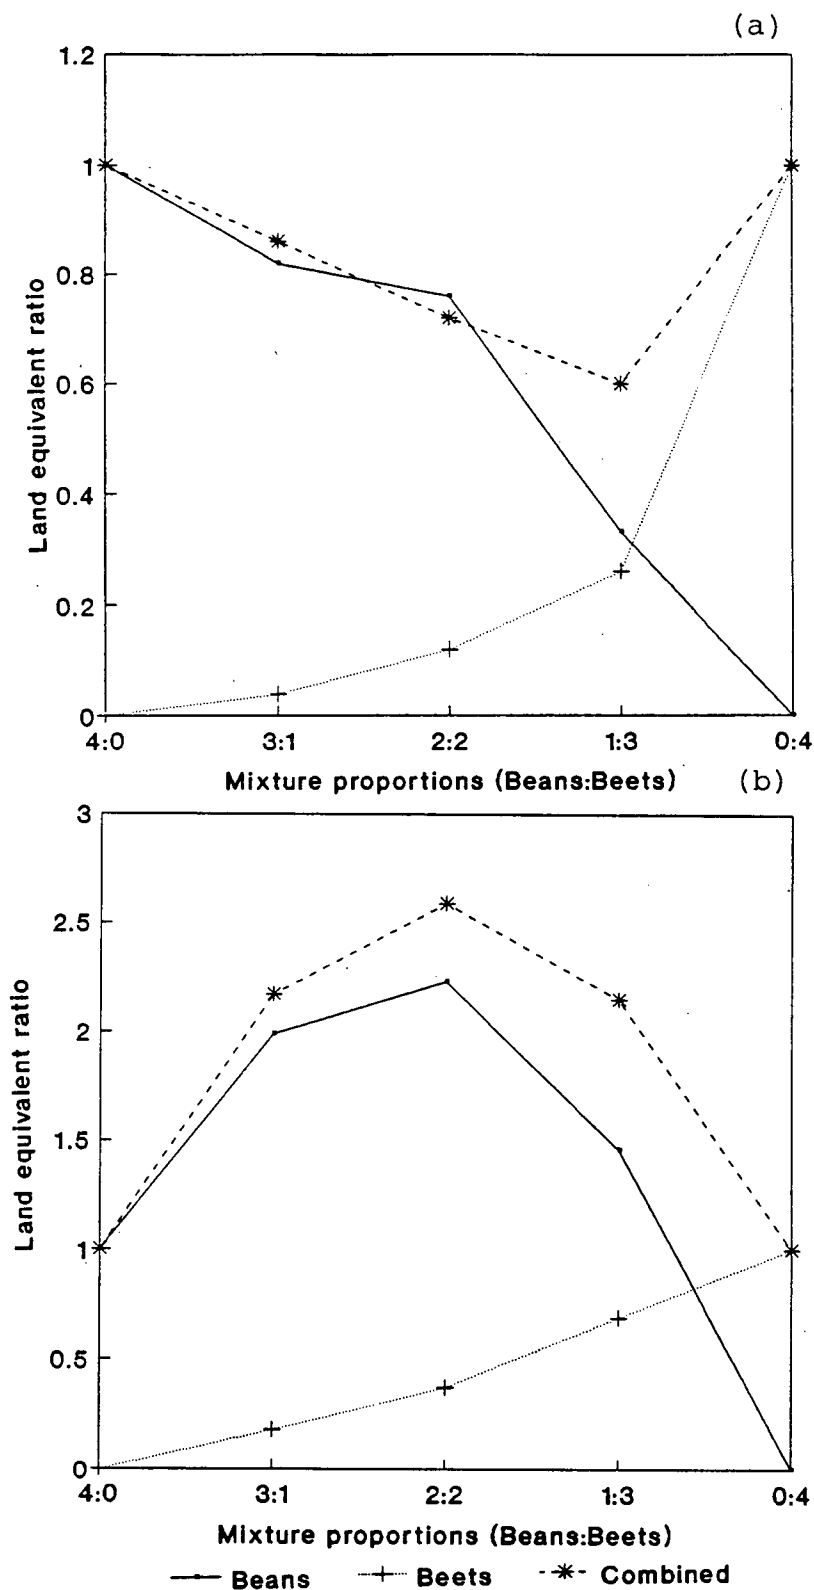 (a)
1.2
1
0.8
0.6
0.4
0.2
0
Land equivalent ratio
4:0 3:1 2:2 1:3 0:4
Mixture proportions (Beans:Beets)
(b)
3
2.5
2
1.5
1
0.5
0
Land equivalent ratio
4:0 3:1 2:2 1:3 0:4
Mixture proportions (Beans:Beets)
Beans Beets Combined